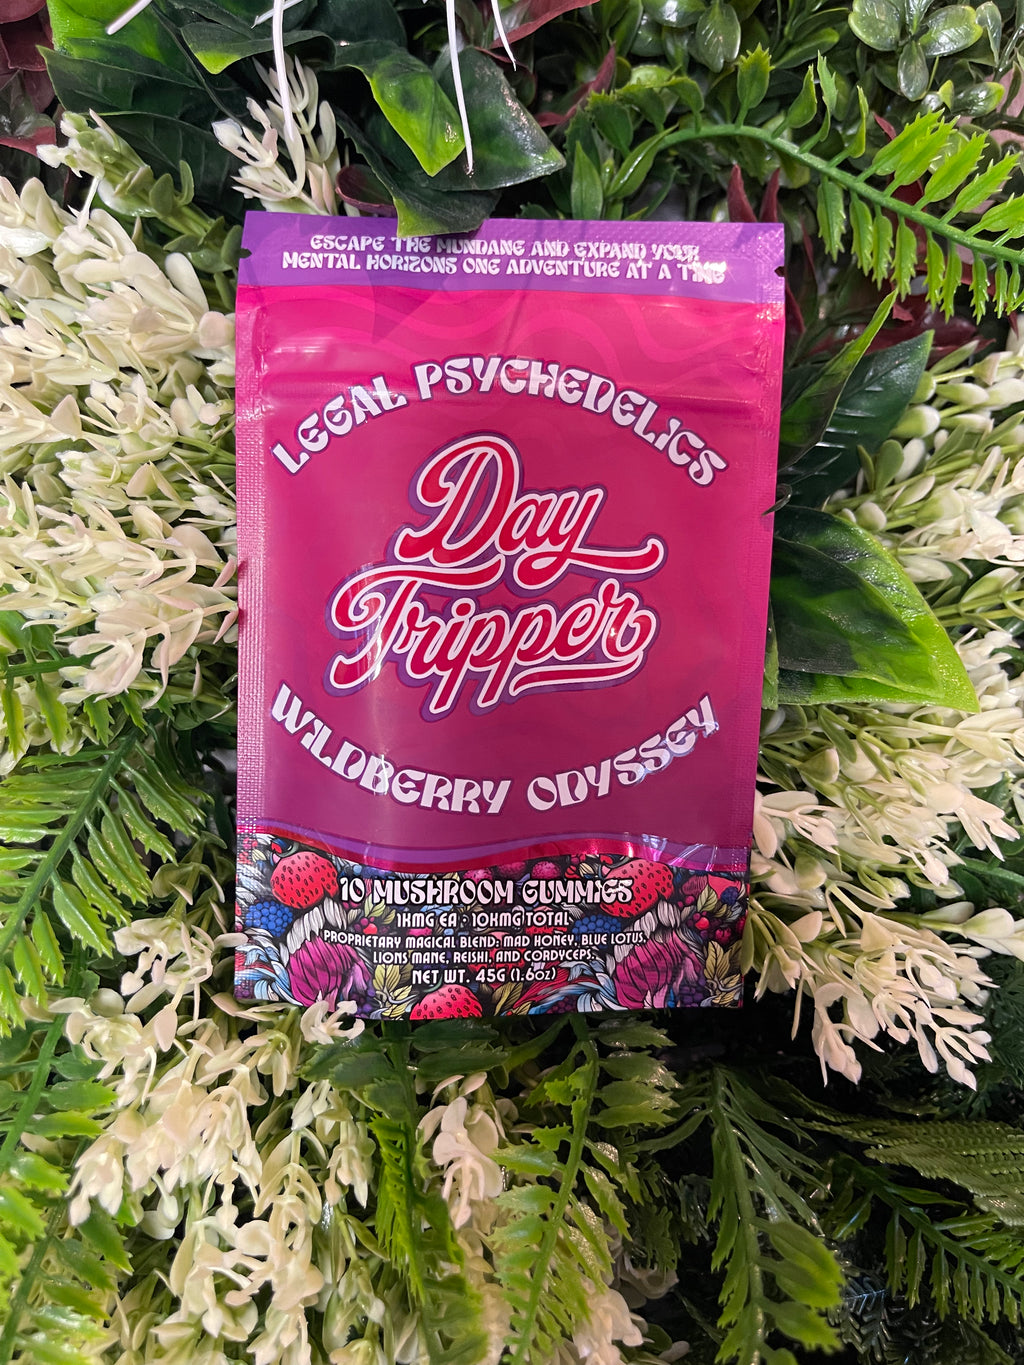 ESCAPE THE MUNDANE AND EXPAND YOUR
MENTAL HORIZONS ONE ADVENTURE AT A TIME
LEGAL PSYCHEDELICS
Day
Tripper
WILDBERRY ODYSSEY
10 MUSHROOM GUMMIES
1KMG EA · 10KMG TOTAL
PROPRIETARY MAGICAL BLEND: MAD HONEY, BLUE LOTUS,
LIONS MANE, REISHI, AND CORDYCEPS.
NET WT. 45G (1.6OZ)